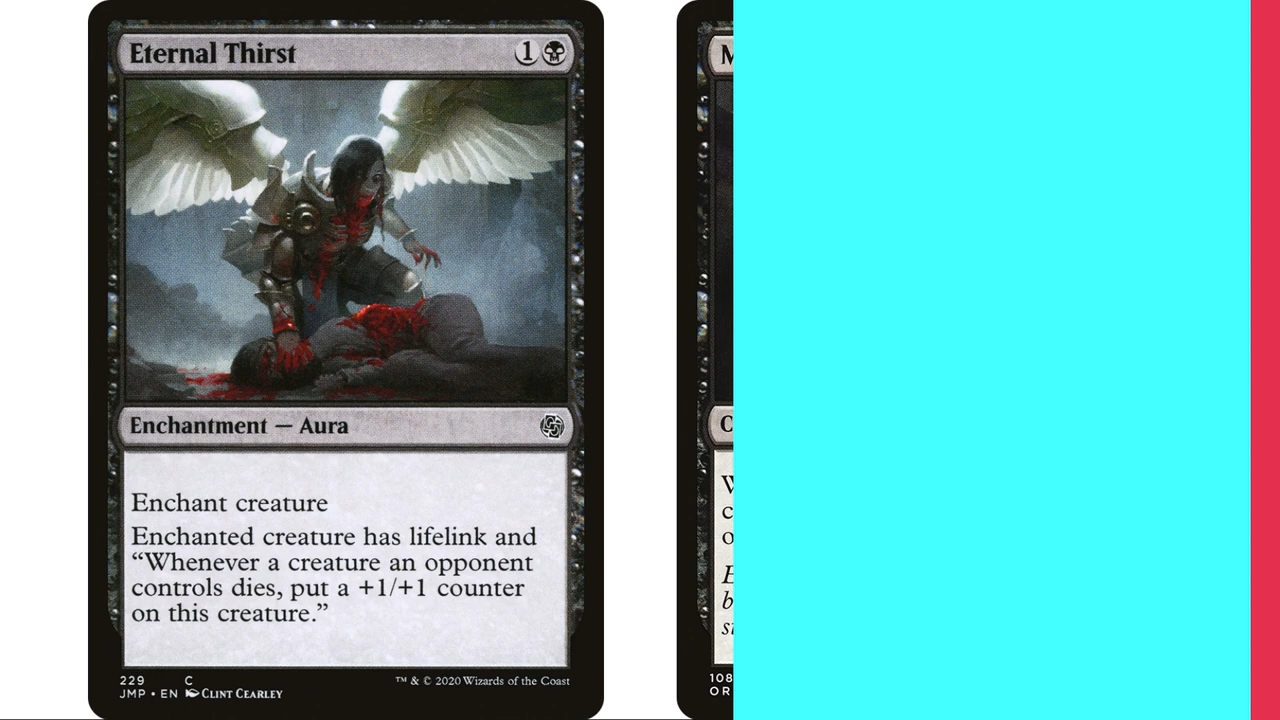 Eternal Thirst
1
Enchantment — Aura
Enchant creature
Enchanted creature has lifelink and
“Whenever a creature an opponent
controls dies, put a +1/+1 counter
on this creature.”
229 C
JMP • EN CLINT CEARLEY
™ & © 2020 Wizards of the Coast
M
C
W
c
o
E
b
108
OR